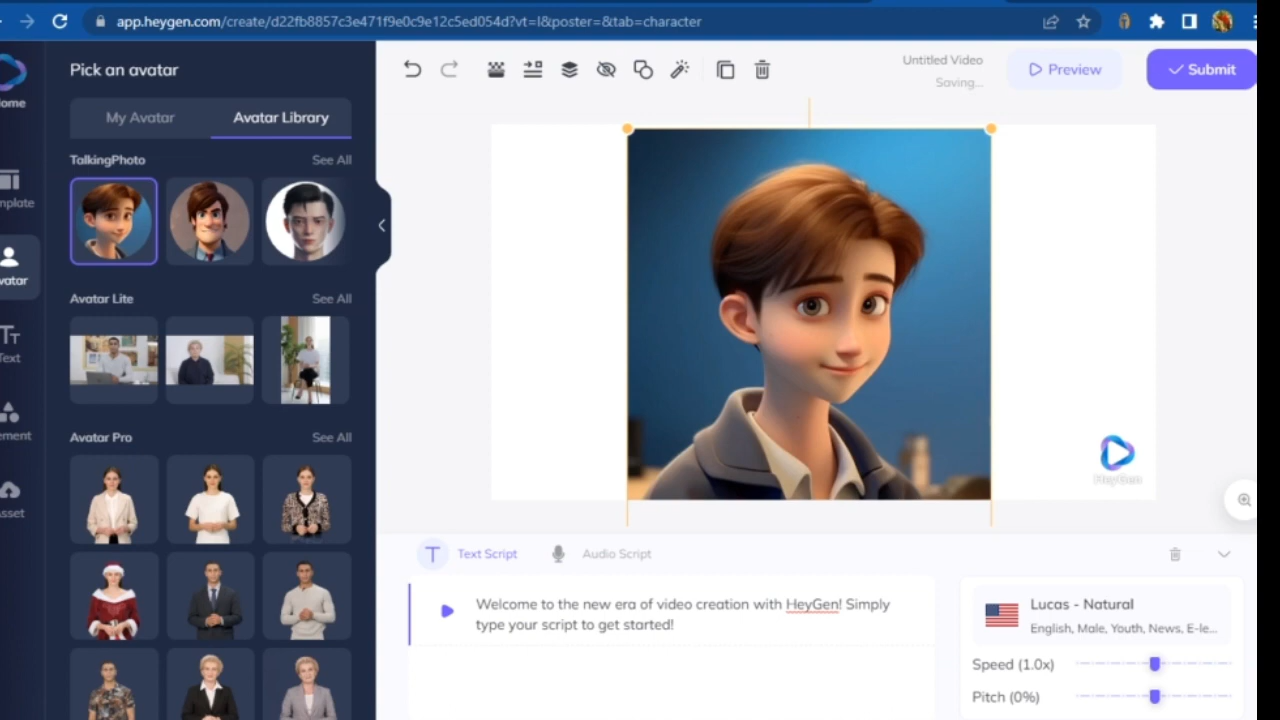 app.heygen.com/create/d22fb8857c3e471f9e0c9e12c5ed054d?vt=l&poster=&tab=character
ome
mplate
vatar
Text
ement
sset
Pick an avatar
My Avatar
Avatar Library
TalkingPhoto
See All
Avatar Lite
See All
Avatar Pro
See All
Untitled Video
Saving...
Preview
Submit
HeyGen
T Text Script
Audio Script
Welcome to the new era of video creation with HeyGen! Simply
type your script to get started!
Lucas - Natural
English, Male, Youth, News, E-le...
Speed (1.0x)
Pitch (0%)